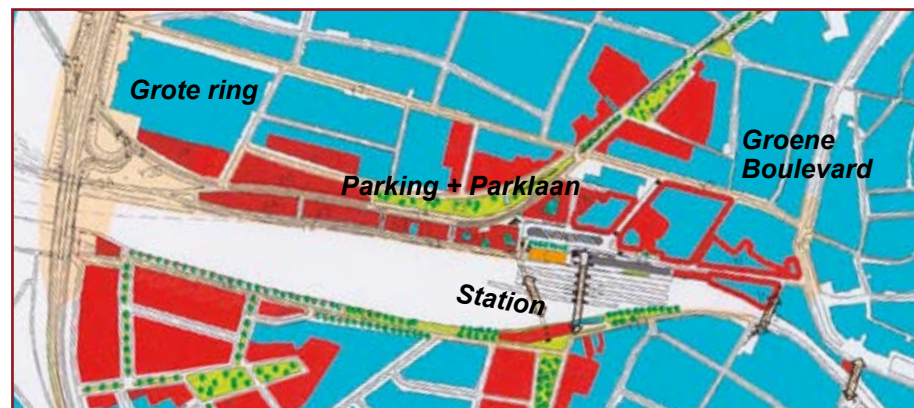 Grote ring
Groene
Boulevard
Parking + Parklaan
Station